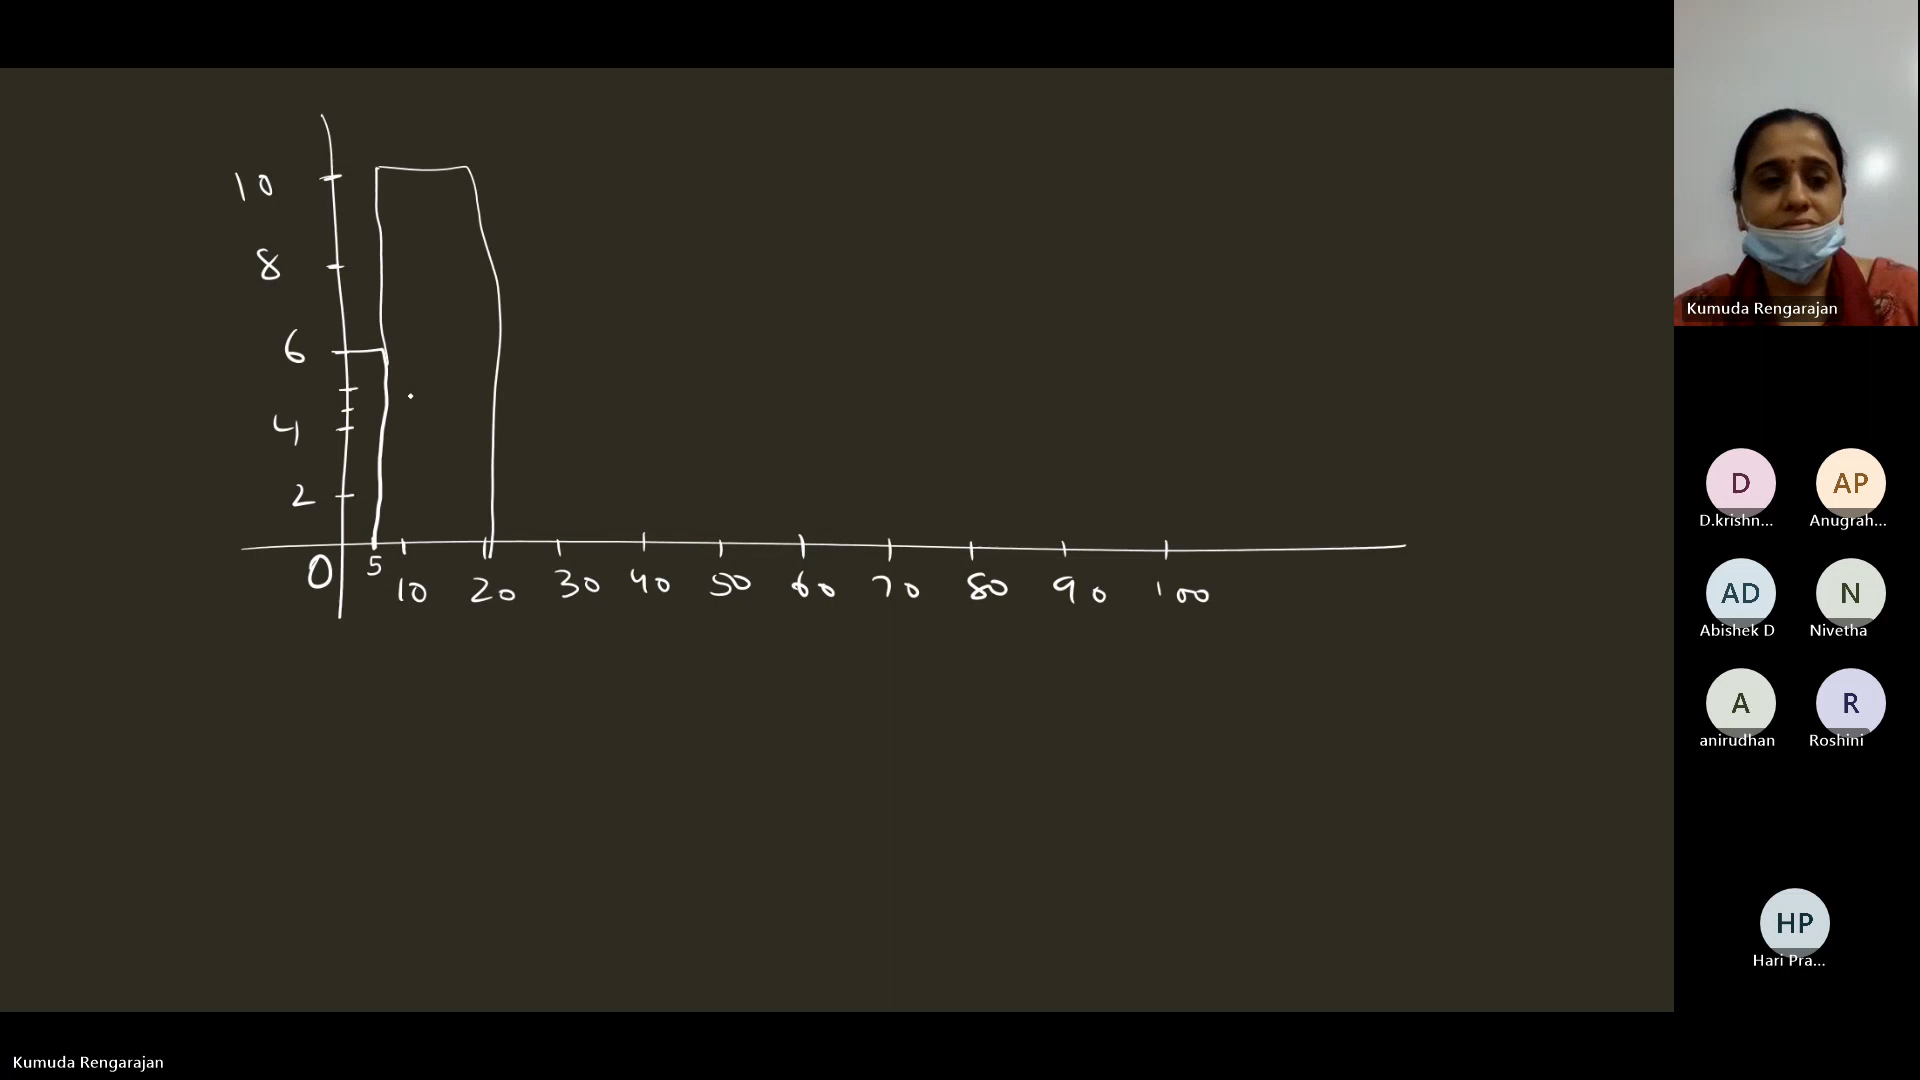 10
8
6
4
2
0 5 10 20 30 40 50 60 70 80 90 100
Kumuda Rengarajan
D AP
D.krishn... Anugrah...
AD N
Abishek D Nivetha
A R
anirudhan Roshini
HP
Hari Pra...
Kumuda Rengarajan